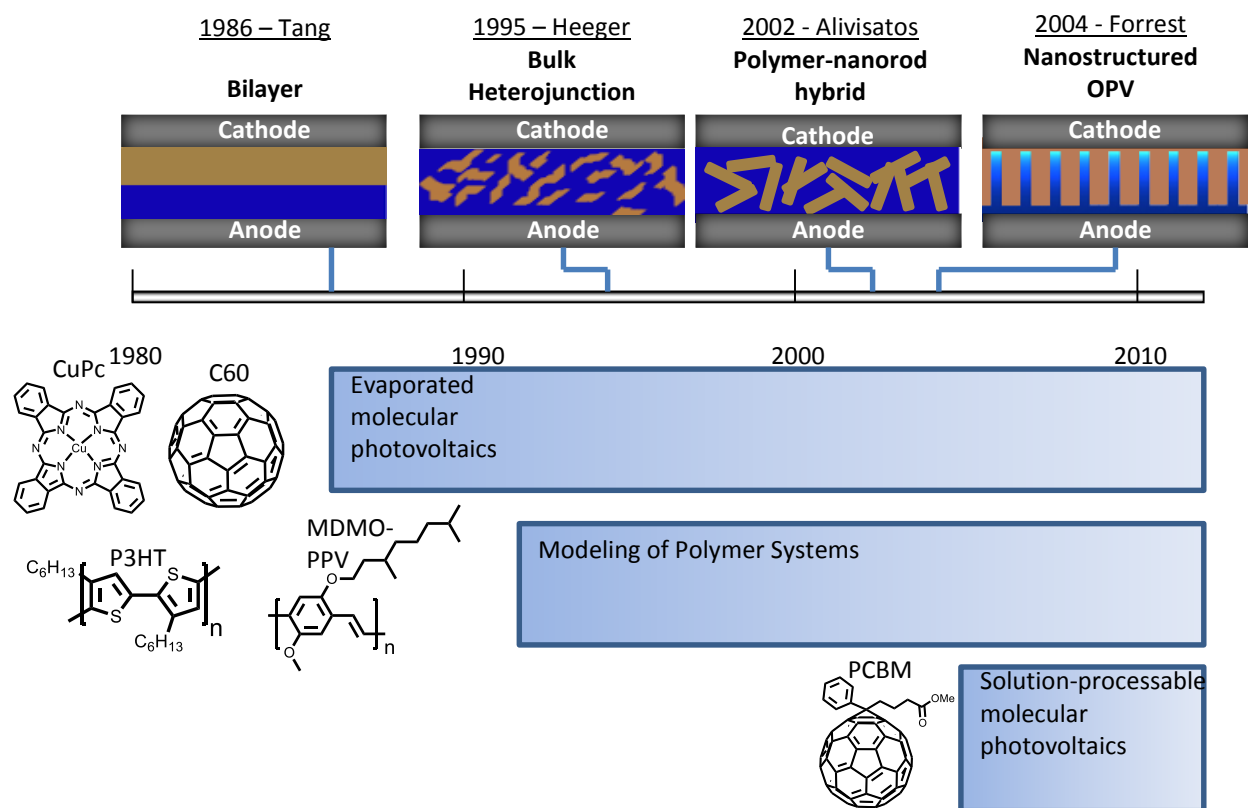 1986 – Tang
Bilayer
Cathode
Anode
1995 – Heeger
Bulk
Heterojunction
Cathode
Anode
2002 - Alivisatos
Polymer-nanorod
hybrid
Cathode
Anode
2004 - Forrest
Nanostructured
OPV
Cathode
Anode
1980
1990
2000
2010
CuPc
N
N
N
N
Cu
N
N
N
N
C60
Evaporated
molecular
photovoltaics
P3HT
C6H13
S
S
C6H13
n
MDMO-
PPV
O
O
n
Modeling of Polymer Systems
PCBM
OMe
O
Solution-processable
molecular
photovoltaics